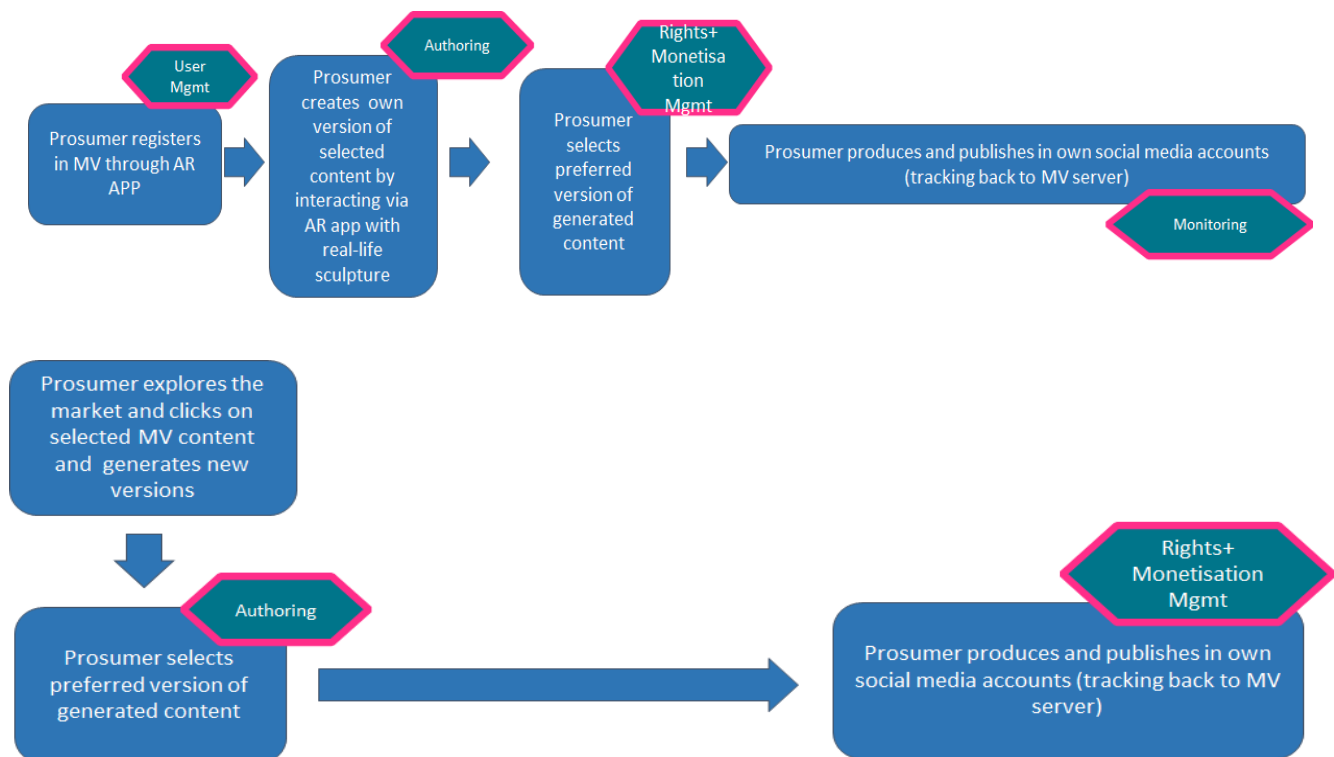 User
Mgmt
Prosumer registers
in MV through AR
APP
Authoring
Prosumer
creates own
version of
selected
content by
interacting via
AR app with
real-life
sculpture
Rights+
Monetisa
tion
Mgmt
Prosumer
selects
preferred
version of
generated
content
Prosumer produces and publishes in own social media accounts
(tracking back to MV server)
Monitoring
Prosumer explores the
market and clicks on
selected MV content
and generates new
versions
Authoring
Prosumer selects
preferred version of
generated content
Rights+
Monetisation
Mgmt
Prosumer produces and publishes in own
social media accounts (tracking back to MV
server)